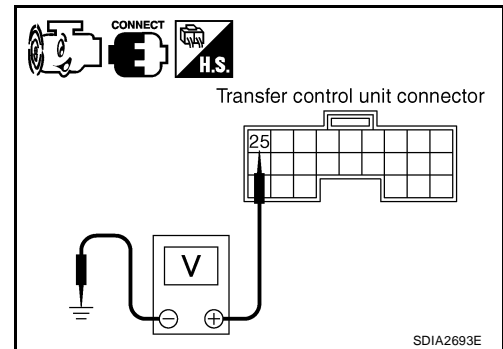 CONNECT
H.S.
Transfer control unit connector
25
V
− +
SDIA2693E